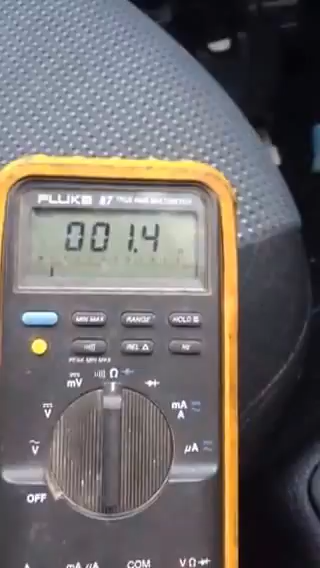 FLUKE 87 TRUE RMS MULTIMETER
001.4
MIN MAX RANGE HOLD
PEAK MIN MAX
REL Δ Hz
mV Ω
V mA
A
V µA
OFF
A mA µA COM V Ω